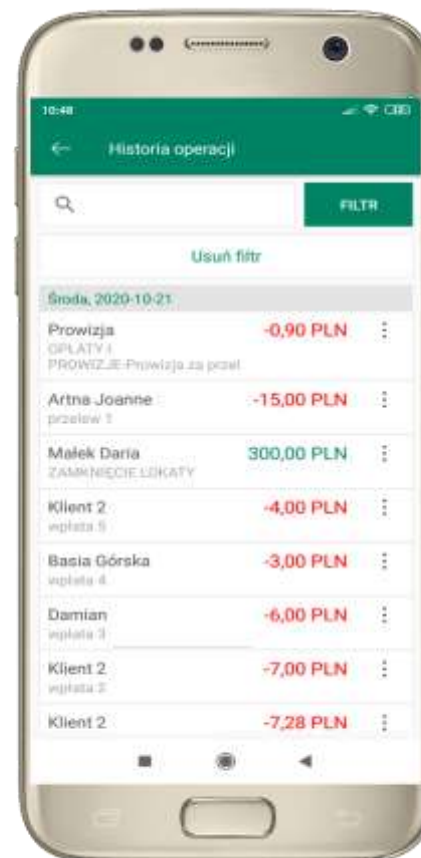 10:48
Historia operacji
FILTR
Usuń filtr
Środa, 2020-10-21
Prowizja -0,90 PLN
OPŁATY I
PROWIZJE-Prowizja za przel
Artna Joanne -15,00 PLN
przelew 1
Małek Daria 300,00 PLN
ZAMKNIĘCIE LOKATY
Klient 2 -4,00 PLN
wpłata 5
Basia Górska -3,00 PLN
wpłata 4
Damian -6,00 PLN
wpłata 3
Klient 2 -7,00 PLN
wpłata 2
Klient 2 -7,28 PLN